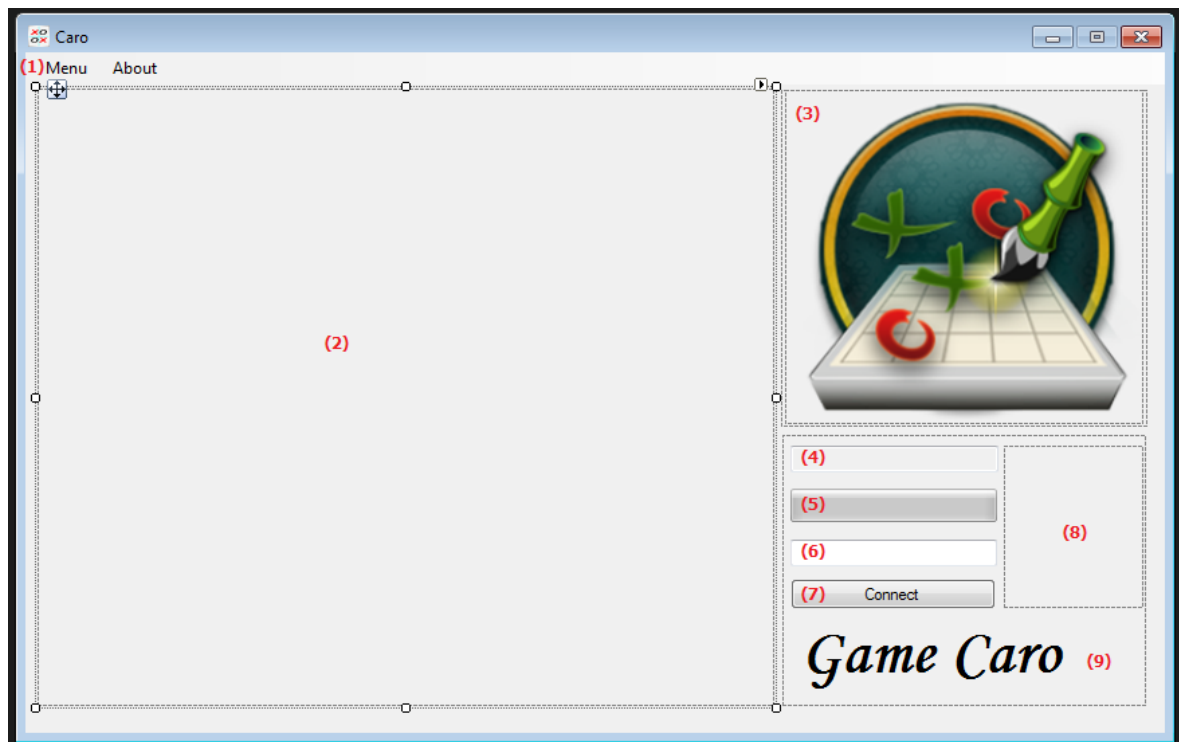 Caro
(1) Menu About
(2)
(3)
(4)
(5)
(6)
(7) Connect
(8)
Game Caro (9)